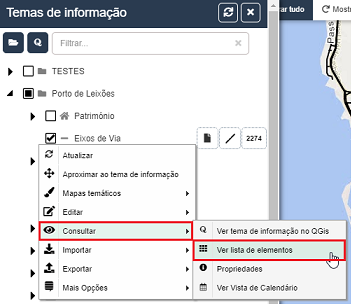 Temas de informação
Filtrar...
rar tudo
Mostr
TESTES
Porto de Leixões
Património
Eixos de Via
2274
Atualizar
Aproximar ao tema de informação
Mapas temáticos
Editar
Consultar
Importar
Exportar
Mais Opções
Ver tema de informação no QGis
Ver lista de elementos
Propriedades
Ver Vista de Calendário
Pass